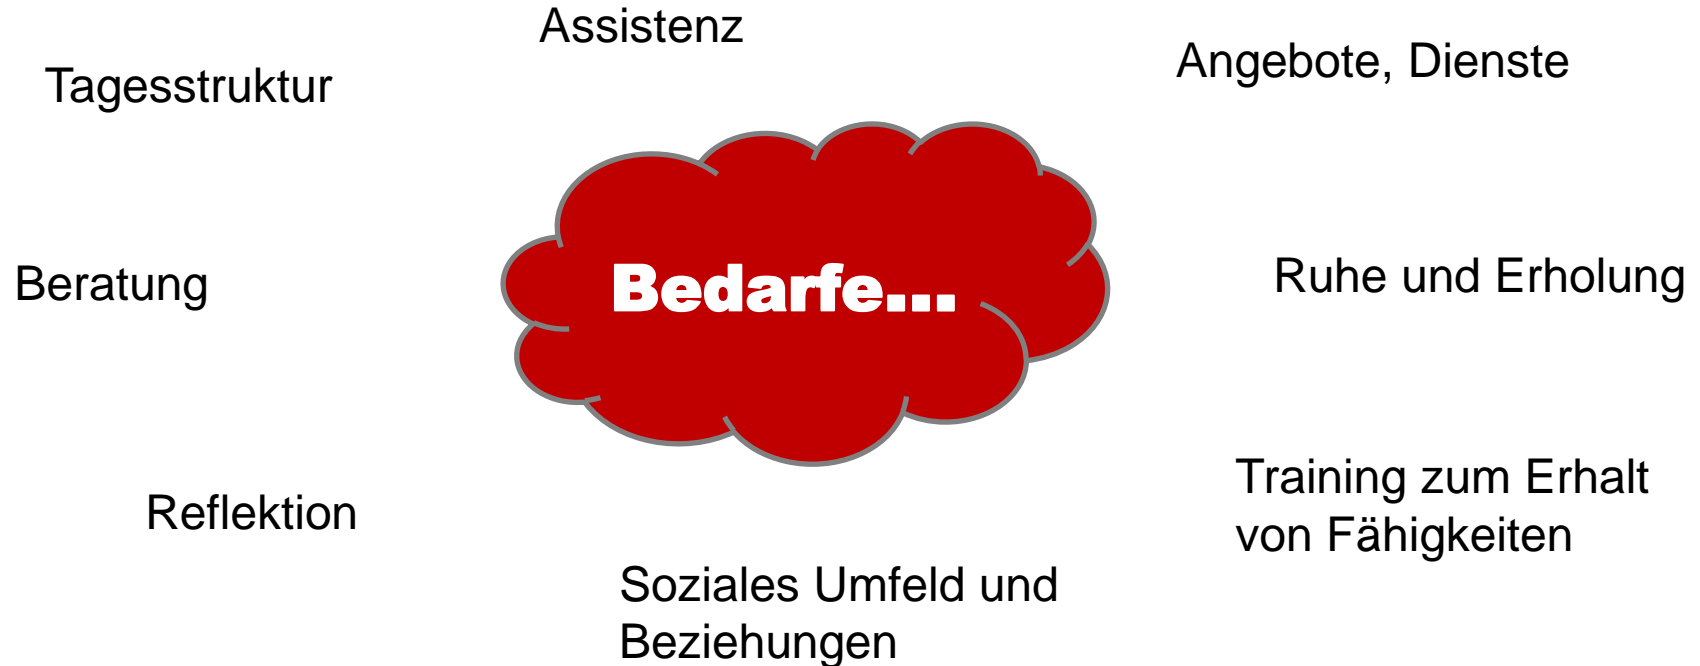 Assistenz
Angebote, Dienste
Tagesstruktur
Beratung
Bedarfe...
Ruhe und Erholung
Reflektion
Training zum Erhalt
von Fähigkeiten
Soziales Umfeld und
Beziehungen